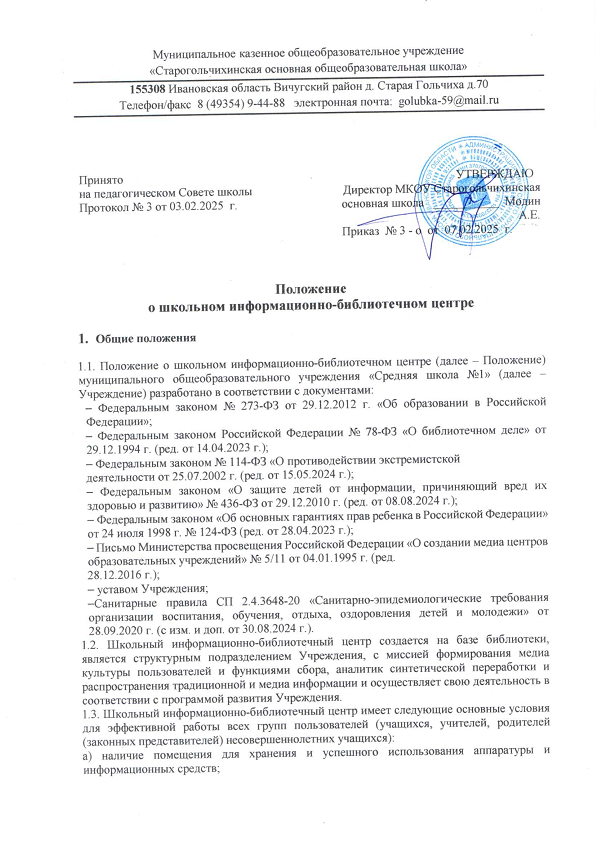 Муниципальное казенное общеобразовательное учреждение
«Старогольчихинская основная общеобразовательная школа»
155308 Ивановская область Вичугский район д. Старая Гольчиха д.70
Телефон/факс 8 (49354) 9-44-88 электронная почта: golubka-59@mail.ru
Принято
на педагогическом Совете школы
Протокол № 3 от 03.02.2025 г.
УТВЕРЖДАЮ
Директор МКОУ Старогольчихинская
основная школа Модин
А.Е.
Приказ № 3 - о от 07.02.2025 г.
Положение
о школьном информационно-библиотечном центре
1. Общие положения
1.1. Положение о школьном информационно-библиотечном центре (далее – Положение)
муниципального общеобразовательного учреждения «Средняя школа №1» (далее –
Учреждение) разработано в соответствии с документами:
– Федеральным законом № 273-ФЗ от 29.12.2012 г. «Об образовании в Российской
Федерации»;
– Федеральным законом Российской Федерации № 78-ФЗ «О библиотечном деле» от
29.12.1994 г. (ред. от 14.04.2023 г.);
– Федеральным законом № 114-ФЗ «О противодействии экстремистской
деятельности от 25.07.2002 г. (ред. от 15.05.2024 г.);
– Федеральным законом «О защите детей от информации, причиняющий вред их
здоровью и развитию» № 436-ФЗ от 29.12.2010 г. (ред. от 08.08.2024 г.);
– Федеральным законом «Об основных гарантиях прав ребенка в Российской Федерации»
от 24 июля 1998 г. № 124-ФЗ (ред. от 28.04.2023 г.);
– Письмо Министерства просвещения Российской Федерации «О создании медиа центров
образовательных учреждений» № 5/11 от 04.01.1995 г. (ред.
28.12.2016 г.);
– уставом Учреждения;
–Санитарные правила СП 2.4.3648-20 «Санитарно-эпидемиологические требования
организации воспитания, обучения, отдыха, оздоровления детей и молодежи» от
28.09.2020 г. (с изм. и доп. от 30.08.2024 г.).
1.2. Школьный информационно-библиотечный центр создается на базе библиотеки,
является структурным подразделением Учреждения, с миссией формирования медиа
культуры пользователей и функциями сбора, аналитик синтетической переработки и
распространения традиционной и медиа информации и осуществляет свою деятельность в
соответствии с программой развития Учреждения.
1.3. Школьный информационно-библиотечный центр имеет следующие основные условия
для эффективной работы всех групп пользователей (учащихся, учителей, родителей
(законных представителей) несовершеннолетних учащихся):
а) наличие помещения для хранения и успешного использования аппаратуры и
информационных средств;